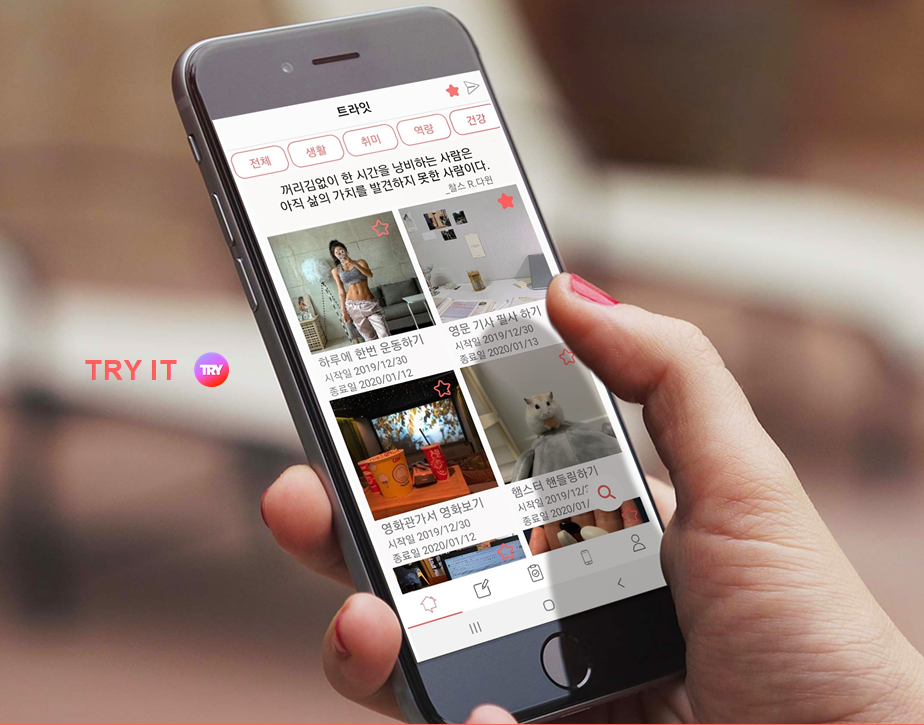 트라잇
전체 생활 취미 역량 건강
꺼리김없이 한 시간을 낭비하는 사람은
아직 삶의 가치를 발견하지 못한 사람이다.
_찰스 R.다윈
하루에 한번 운동하기
시작일 2019/12/30
종료일 2020/01/12
영문 기사 필사 하기
시작일 2019/12/30
종료일 2020/01/13
TRY IT TRY
영화관가서 영화보기
시작일 2019/12/30
종료일 2020/01/12
햄스터 핸들링하기
시작일 2019/12/
종료일 2020/01/